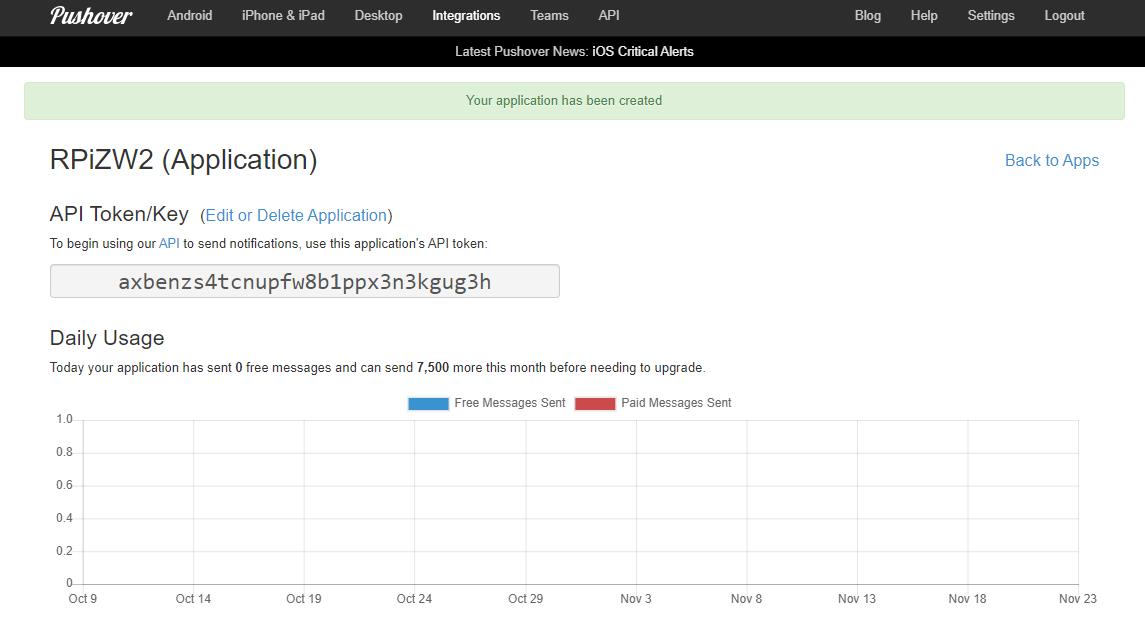 Pushover Android iPhone & iPad Desktop Integrations Teams API Blog Help Settings Logout
Latest Pushover News: iOS Critical Alerts
Your application has been created
RPiZW2 (Application) Back to Apps
API Token/Key (Edit or Delete Application)
To begin using our API to send notifications, use this application's API token:
axbenzs4tcnupfw8b1ppx3n3kgug3h
Daily Usage
Today your application has sent 0 free messages and can send 7,500 more this month before needing to upgrade.
Free Messages Sent Paid Messages Sent
1.0
0.8
0.6
0.4
0.2
0
Oct 9 Oct 14 Oct 19 Oct 24 Oct 29 Nov 3 Nov 8 Nov 13 Nov 18 Nov 23